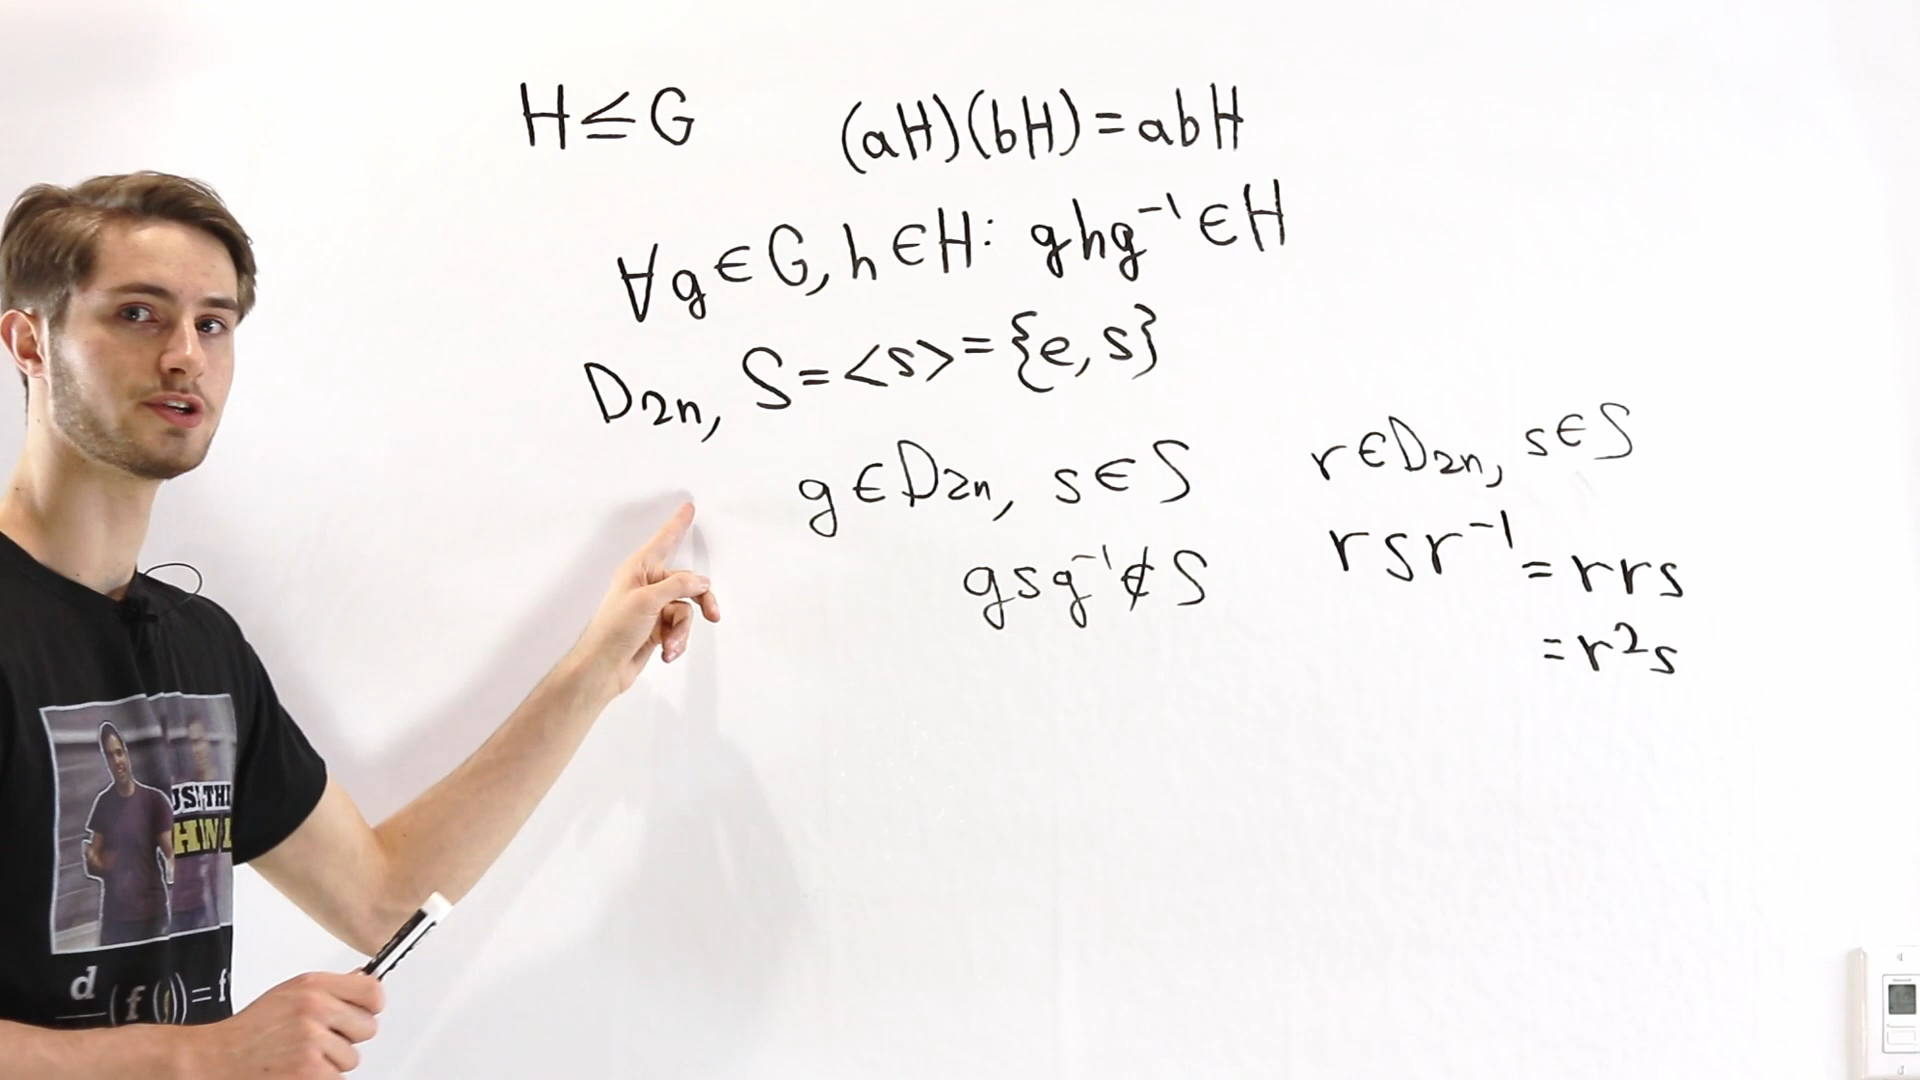 H≤G (aH)(bH)=abH
∀g∈G, h∈H: ghg⁻¹∈H
D₂ₙ, S=<s>={e,s}
g∈D₂ₙ, s∈S
gsg⁻¹∉S
r∈D₂ₙ, s∈S
rsr⁻¹=rrs
=r²s
d
(f()=f